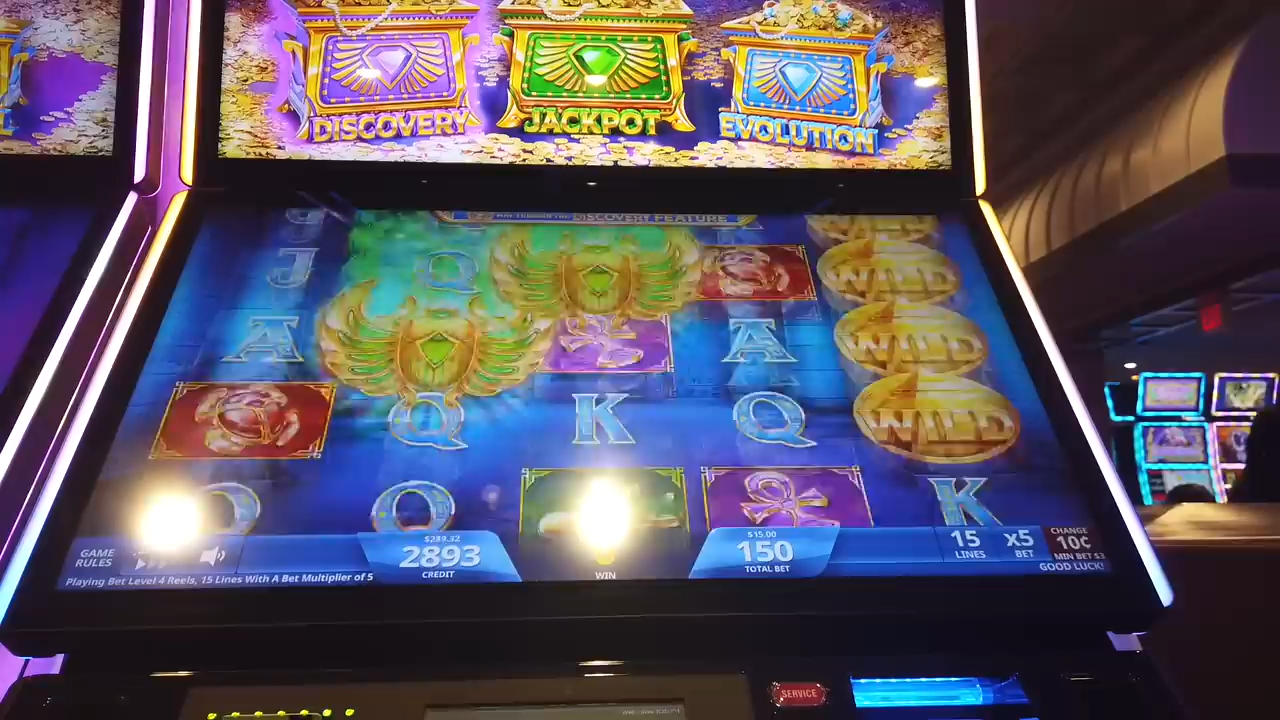 DISCOVERY
JACKPOT
EVOLUTION
DISCOVERY FEATURE
J Q WILD
A A WILD
Q K Q WILD
Q K
GAME RULES
$289.32
2893
CREDIT
WIN
$15.00
150
TOTAL BET
15
LINES
x5
BET
CHANGE
10¢
MIN BET $3
GOOD LUCK!
Playing Bet Level 4 Reels, 15 Lines With A Bet Multiplier of 5
SERVICE